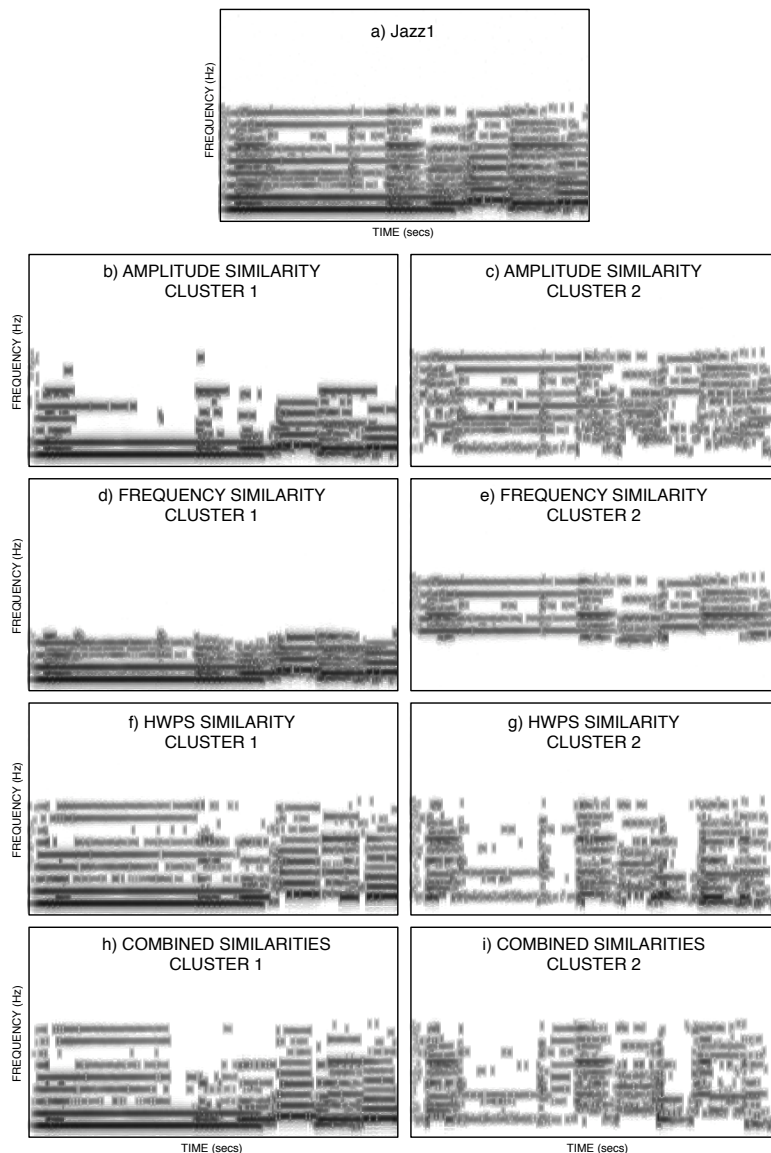 a) Jazz1
FREQUENCY (Hz)
TIME (secs)
b) AMPLITUDE SIMILARITY
CLUSTER 1
FREQUENCY (Hz)
c) AMPLITUDE SIMILARITY
CLUSTER 2
d) FREQUENCY SIMILARITY
CLUSTER 1
FREQUENCY (Hz)
e) FREQUENCY SIMILARITY
CLUSTER 2
f) HWPS SIMILARITY
CLUSTER 1
FREQUENCY (Hz)
g) HWPS SIMILARITY
CLUSTER 2
h) COMBINED SIMILARITIES
CLUSTER 1
FREQUENCY (Hz)
TIME (secs)
i) COMBINED SIMILARITIES
CLUSTER 2
TIME (secs)